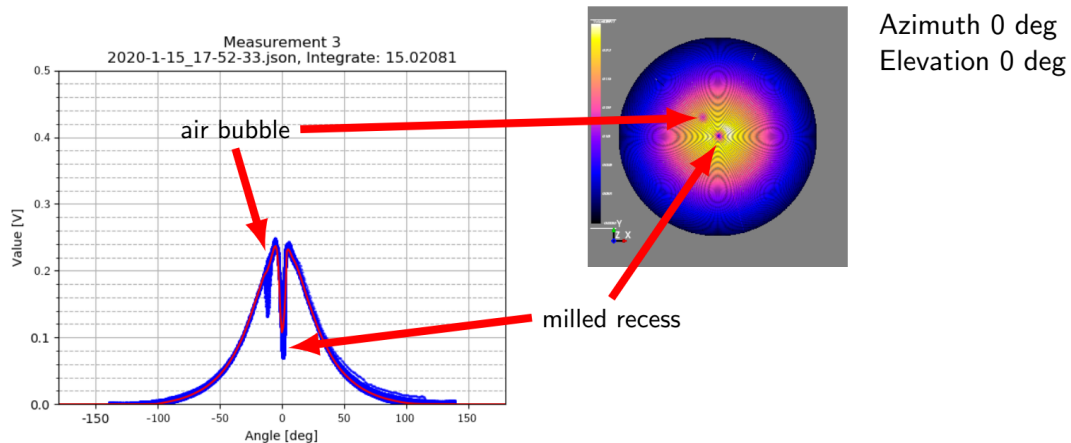 Azimuth 0 deg
Elevation 0 deg
Measurement 3
2020-1-15_17-52-33.json, Integrate: 15.02081
0.5
0.4
0.3
0.2
0.1
0.0
Value [V]
-150
-100
-50
0
50
100
150
Angle [deg]
air bubble
milled recess
Y
Z X